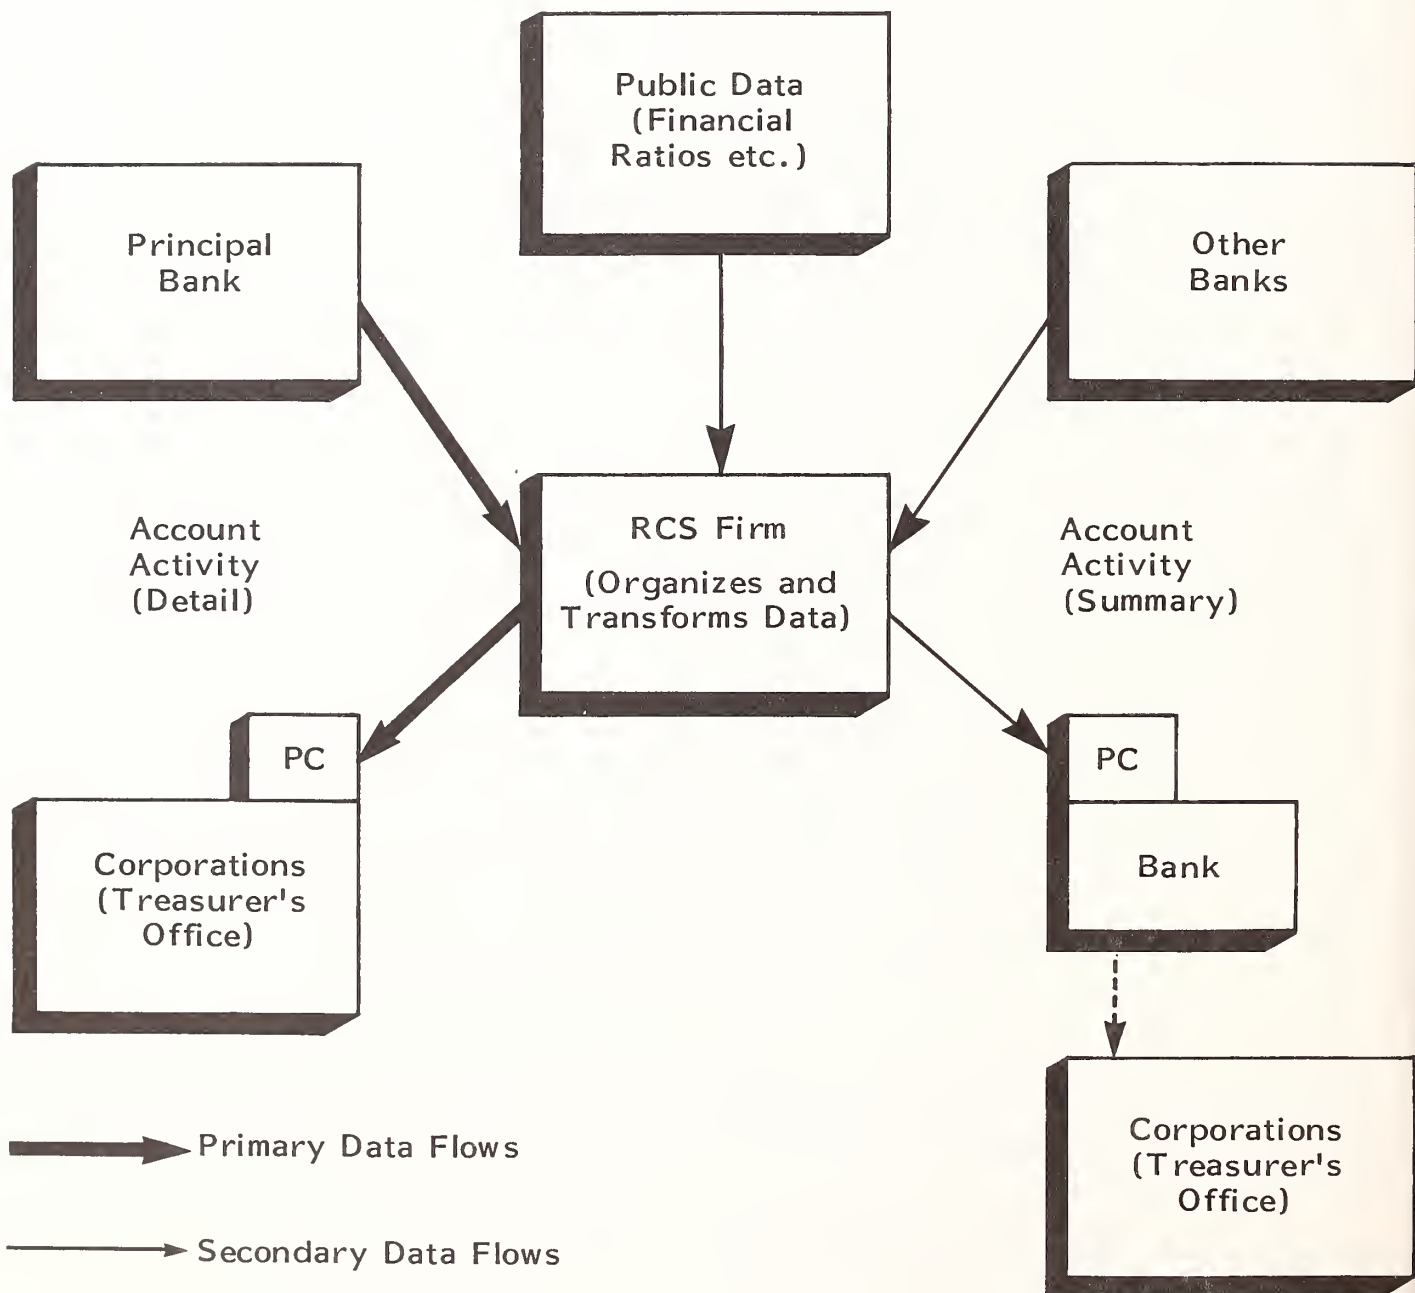 Public Data
(Financial
Ratios etc.)
Principal
Bank
Other
Banks
Account
Activity
(Detail)
RCS Firm
(Organizes and
Transforms Data)
Account
Activity
(Summary)
PC
Corporations
(Treasurer's
Office)
PC
Bank
Corporations
(Treasurer's
Office)
Primary Data Flows
Secondary Data Flows